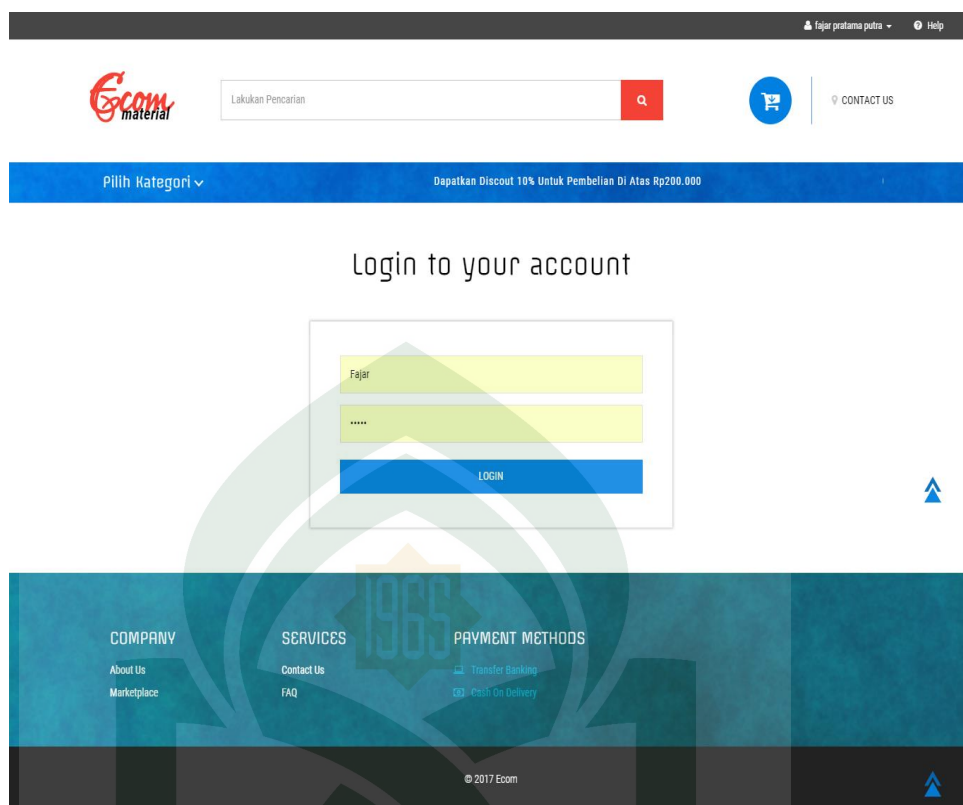 fajar pratama putra Help
Ecom
material
Lakukan Pencarian
CONTACT US
Pilih Kategori
Dapatkan Discout 10% Untuk Pembelian Di Atas Rp200.000
Login to your account
Fajar
•••••
LOGIN
1965
COMPANY
About Us
Marketplace
SERVICES
Contact Us
FAQ
PAYMENT METHODS
Transfer Banking
Cash On Delivery
© 2017 Ecom